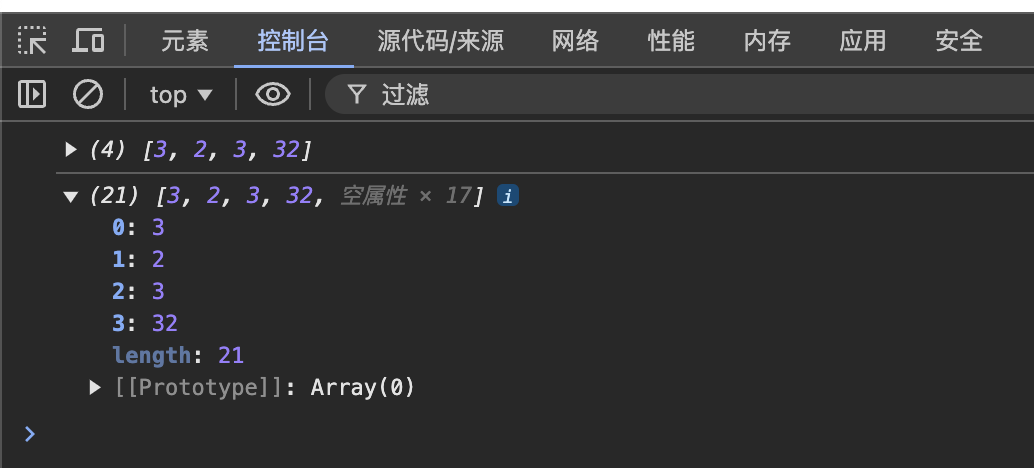 元素 控制台 源代码/来源 网络 性能 内存 应用 安全
top 过滤
(4) [3, 2, 3, 32]
(21) [3, 2, 3, 32, 空属性 × 17] i
0: 3
1: 2
2: 3
3: 32
length: 21
[[Prototype]]: Array(0)